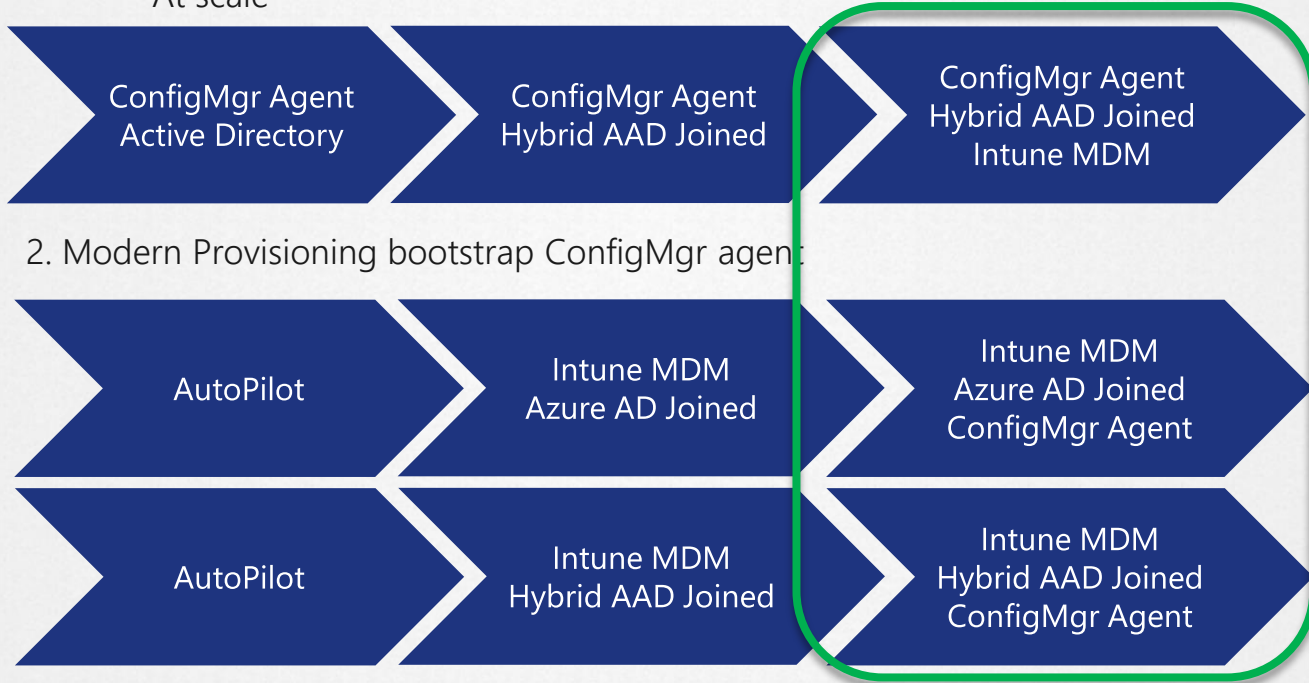 At scale
ConfigMgr Agent
Active Directory
ConfigMgr Agent
Hybrid AAD Joined
ConfigMgr Agent
Hybrid AAD Joined
Intune MDM
2. Modern Provisioning bootstrap ConfigMgr agent
AutoPilot
Intune MDM
Azure AD Joined
Intune MDM
Azure AD Joined
ConfigMgr Agent
AutoPilot
Intune MDM
Hybrid AAD Joined
Intune MDM
Hybrid AAD Joined
ConfigMgr Agent